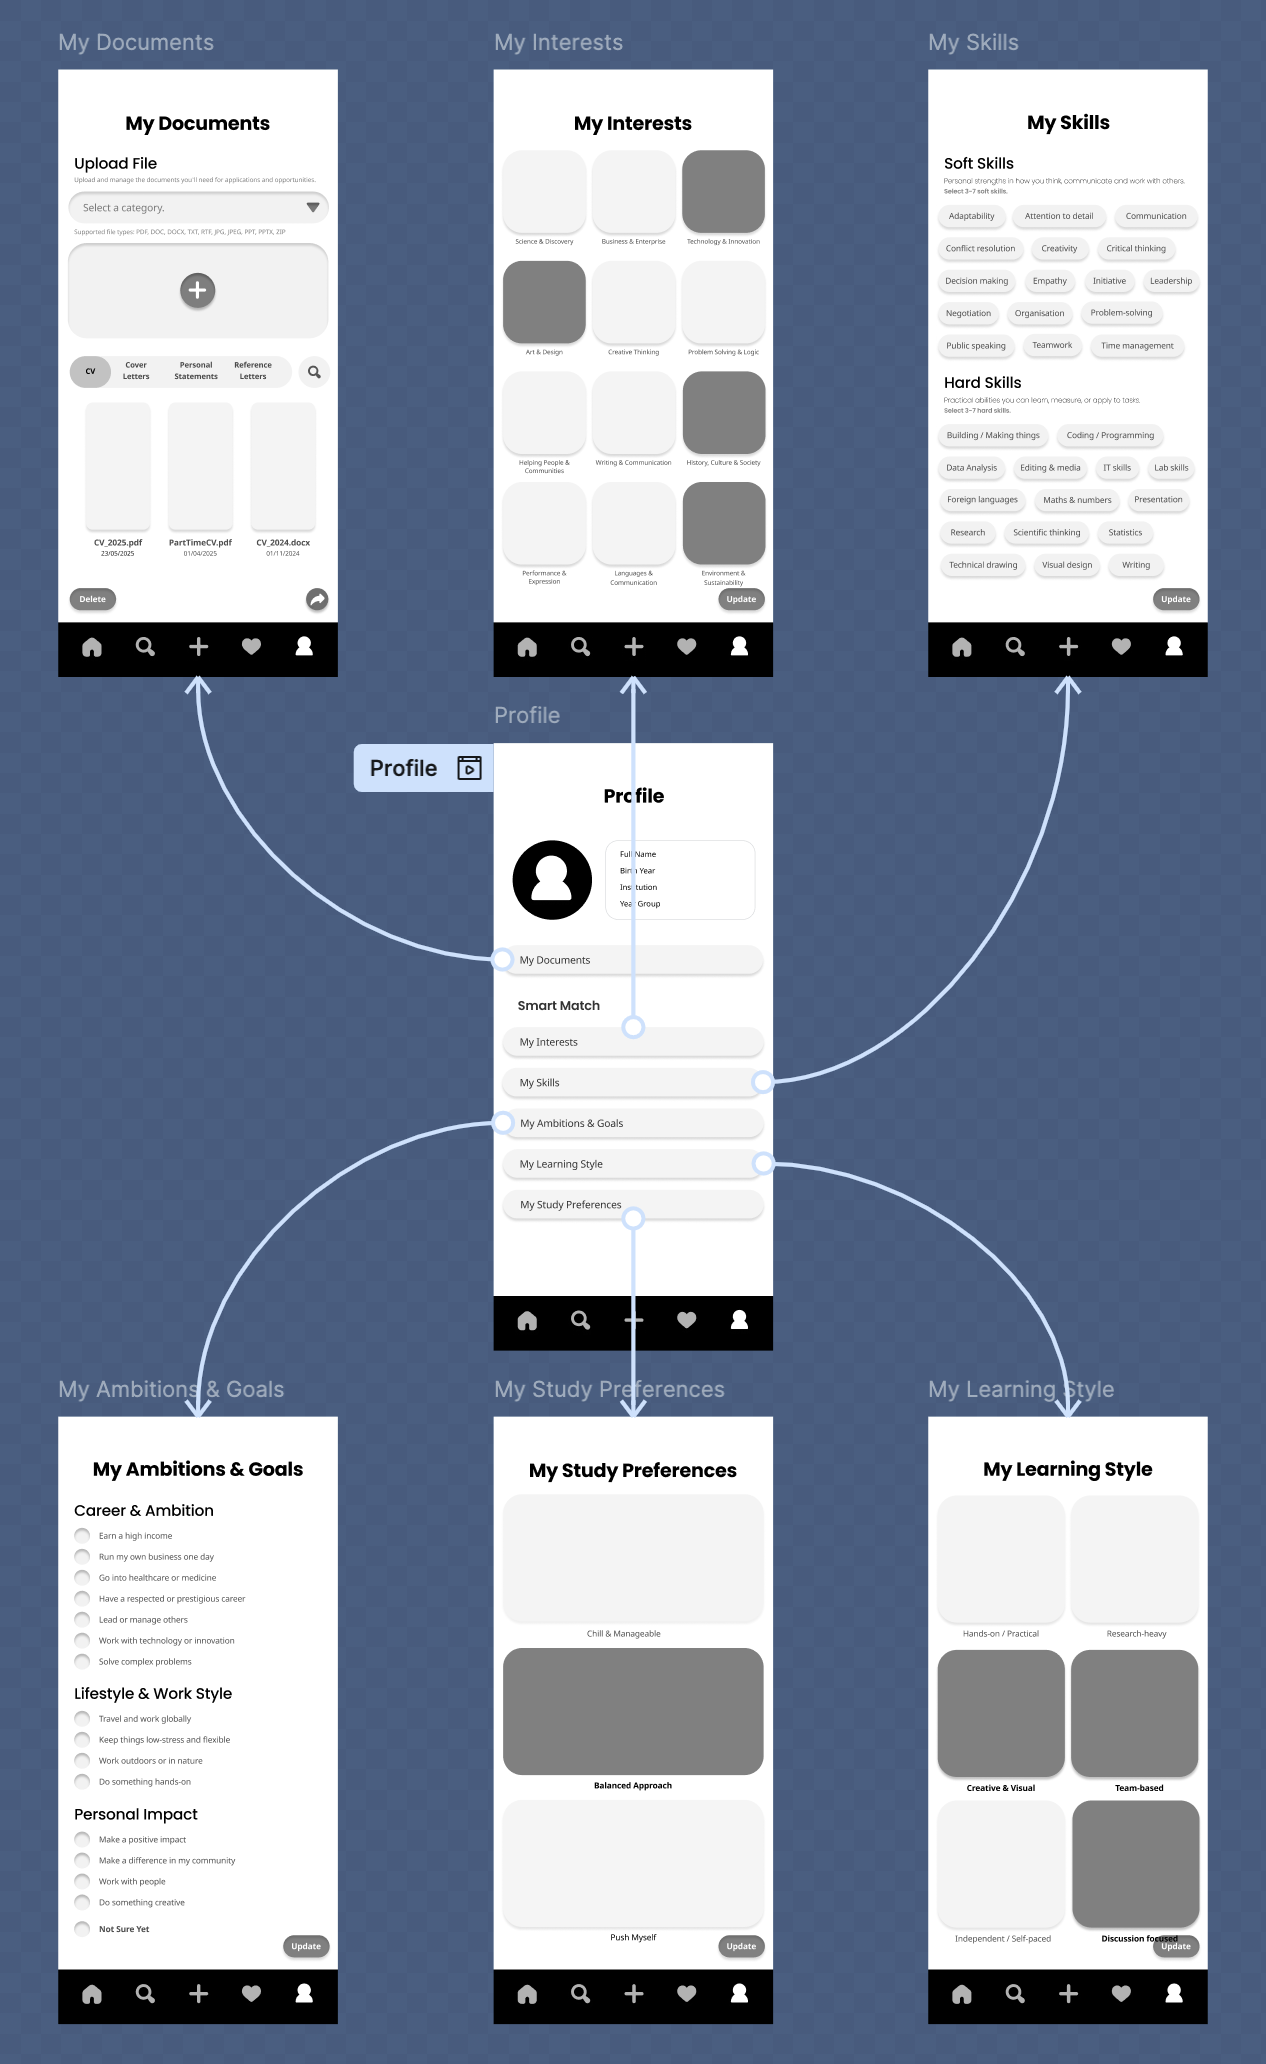 My Documents
My Documents
Upload File
Upload and manage the documents you'll need for applications and opportunities.
Select a category.
Supported file types: PDF, DOC, DOCX, TXT, RTF, JPG, JPEG, PPT, PPTX, ZIP
CV
Cover
Letters
Personal
Statements
Reference
Letters
CV_2025.pdf
23/05/2025
PartTimeCV.pdf
01/04/2025
CV_2024.docx
01/11/2024
Delete
My Interests
My Interests
Science & Discovery
Business & Enterprise
Technology & Innovation
Art & Design
Creative Thinking
Problem Solving & Logic
Helping People &
Communities
Writing & Communication
History, Culture & Society
Performance &
Expression
Languages &
Communication
Environment &
Sustainability
Update
My Skills
My Skills
Soft Skills
Personal strengths in how you think, communicate and work with others.
Select 3-7 soft skills.
Adaptability
Attention to detail
Communication
Conflict resolution
Creativity
Critical thinking
Decision making
Empathy
Initiative
Leadership
Negotiation
Organisation
Problem-solving
Public speaking
Teamwork
Time management
Hard Skills
Practical abilities you can learn, measure, or apply to tasks.
Select 3-7 hard skills.
Building / Making things
Coding / Programming
Data Analysis
Editing & media
IT skills
Lab skills
Foreign languages
Maths & numbers
Presentation
Research
Scientific thinking
Statistics
Technical drawing
Visual design
Writing
Update
Profile
Profile
Profile
Full Name
Birth Year
Institution
Year Group
My Documents
Smart Match
My Interests
My Skills
My Ambitions & Goals
My Learning Style
My Study Preferences
My Ambitions & Goals
My Ambitions & Goals
Career & Ambition
Earn a high income
Run my own business one day
Go into healthcare or medicine
Have a respected or prestigious career
Lead or manage others
Work with technology or innovation
Solve complex problems
Lifestyle & Work Style
Travel and work globally
Keep things low-stress and flexible
Work outdoors or in nature
Do something hands-on
Personal Impact
Make a positive impact
Make a difference in my community
Work with people
Do something creative
Not Sure Yet
Update
My Study Preferences
My Study Preferences
Chill & Manageable
Balanced Approach
Push Myself
Update
My Learning Style
My Learning Style
Hands-on / Practical
Research-heavy
Creative & Visual
Team-based
Independent / Self-paced
Discussion focused
Update